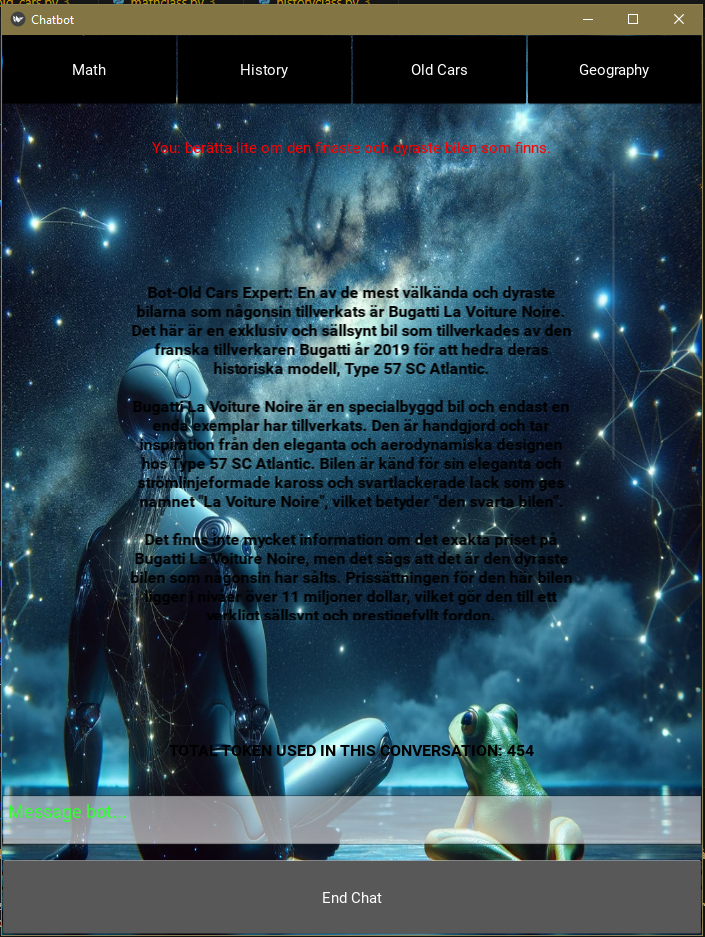 old_cars.py 3 mathclass.py 3 historyclass.py 3
Chatbot
Math History Old Cars Geography
You: berätta lite om den finaste och dyraste bilen som finns.
Bot-Old Cars Expert: En av de mest välkända och dyraste
bilarna som någonsin tillverkats är Bugatti La Voiture Noire.
Det här är en exklusiv och sällsynt bil som tillverkades av den
franska tillverkaren Bugatti år 2019 för att hedra deras
historiska modell, Type 57 SC Atlantic.
Bugatti La Voiture Noire är en specialbyggd bil och endast en
enda exemplar har tillverkats. Den är handgjord och tar
inspiration från den eleganta och aerodynamiska designen
hos Type 57 SC Atlantic. Bilen är känd för sin eleganta och
strömlinjeformade kaross och svartlackerade lack som ges
namnet "La Voiture Noire", vilket betyder "den svarta bilen".
Det finns inte mycket information om det exakta priset på
Bugatti La Voiture Noire, men det sägs att det är den dyraste
bilen som någonsin har sålts. Prissättningen för den här bilen
ligger i nivåer över 11 miljoner dollar, vilket gör den till ett
verkligt sällsynt och prestigefyllt fordon.
TOTAL TOKEN USED IN THIS CONVERSATION: 454
Message bot...
End Chat